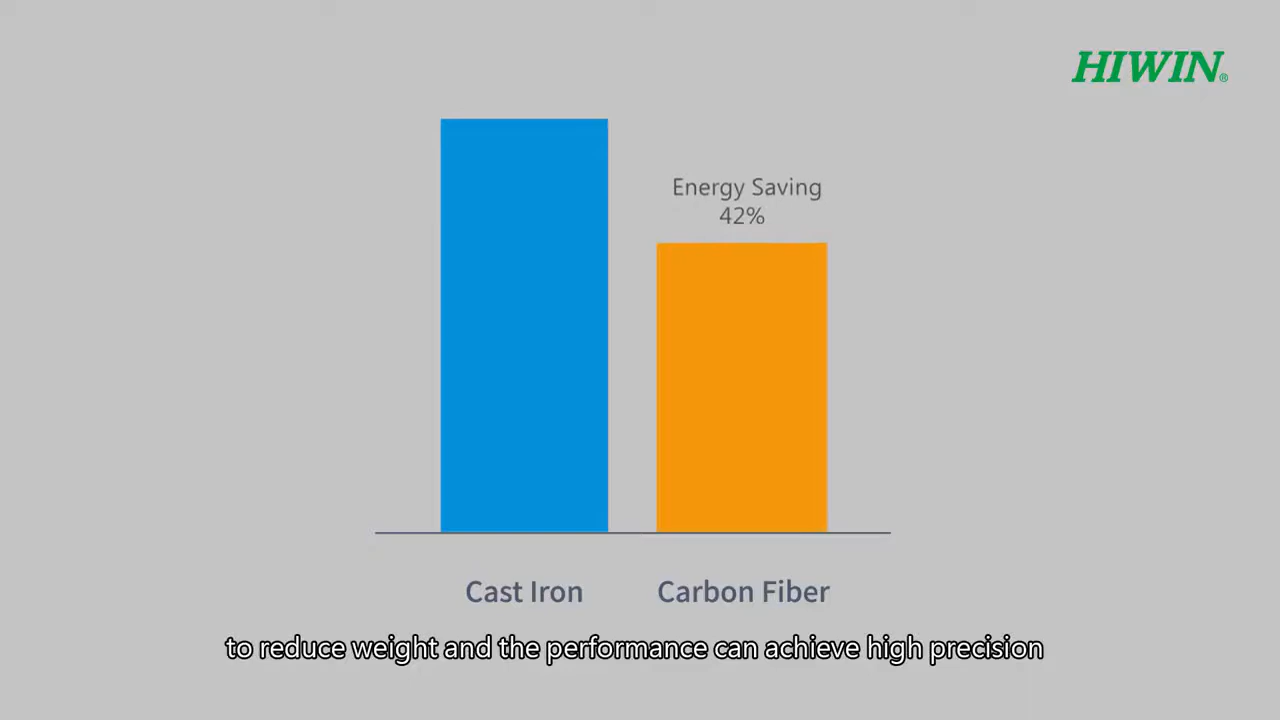 HIWIN®
Energy Saving
42%
Cast Iron
Carbon Fiber
to reduce weight and the performance can achieve high precision